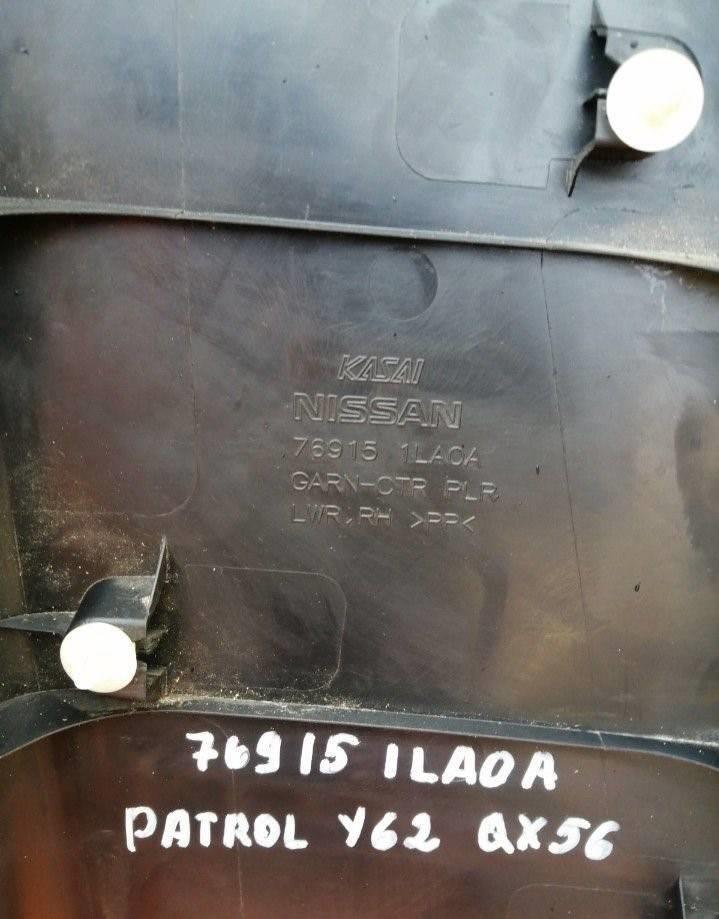 KASAI
NISSAN
76915 1LA0A
GARN-CTR PLR
LWR,RH >PP<
76915 1LA0A
PATROL Y62 QX56